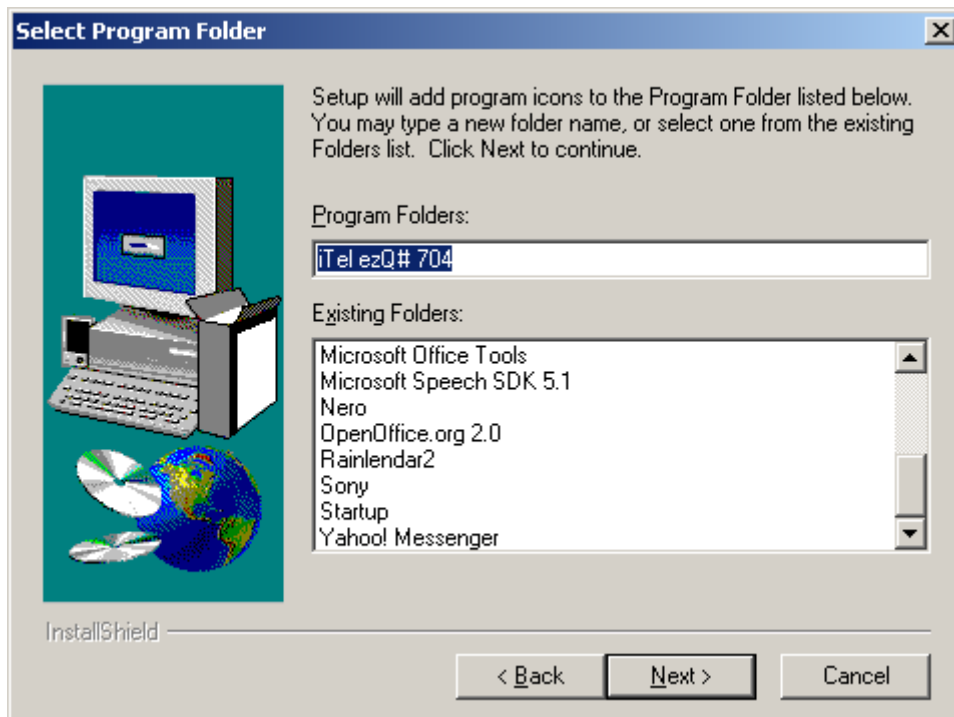 Select Program Folder
Setup will add program icons to the Program Folder listed below.
You may type a new folder name, or select one from the existing
Folders list.  Click Next to continue.
Program Folders:
iTel ezQ# 704
Existing Folders:
Microsoft Office Tools
Microsoft Speech SDK 5.1
Nero
OpenOffice.org 2.0
Rainlendar2
Sony
Startup
Yahoo! Messenger
InstallShield
< Back
Next >
Cancel